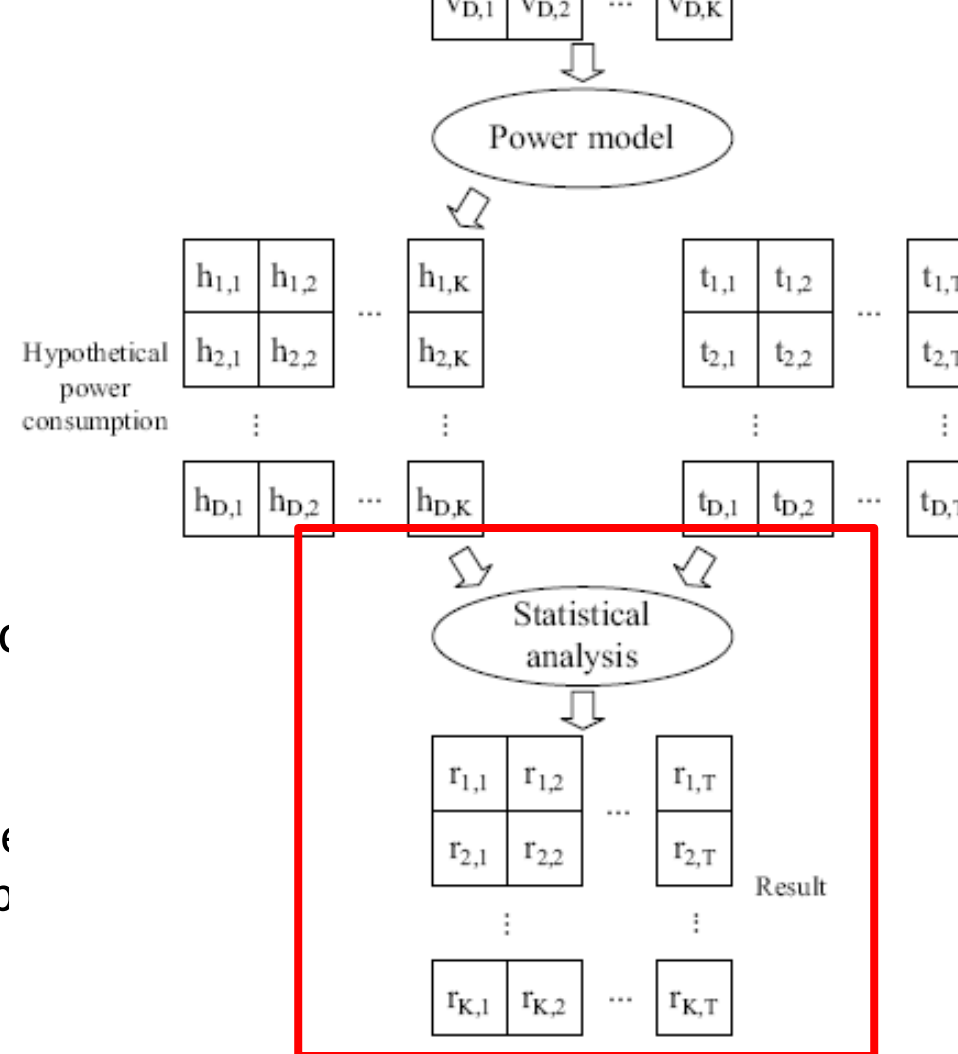 v_D,1 v_D,2 ... v_D,K
Power model
h_1,1 h_1,2 ... h_1,K t_1,1 t_1,2 ... t_1,T
h_2,1 h_2,2 h_2,K t_2,1 t_2,2 t_2,T
Hypothetical
power
consumption
⋮ ⋮ ⋮ ⋮
h_D,1 h_D,2 ... h_D,K t_D,1 t_D,2 ... t_D,T
Statistical
analysis
r_1,1 r_1,2 ... r_1,T
r_2,1 r_2,2 r_2,T
Result
⋮ ⋮
r_K,1 r_K,2 ... r_K,T